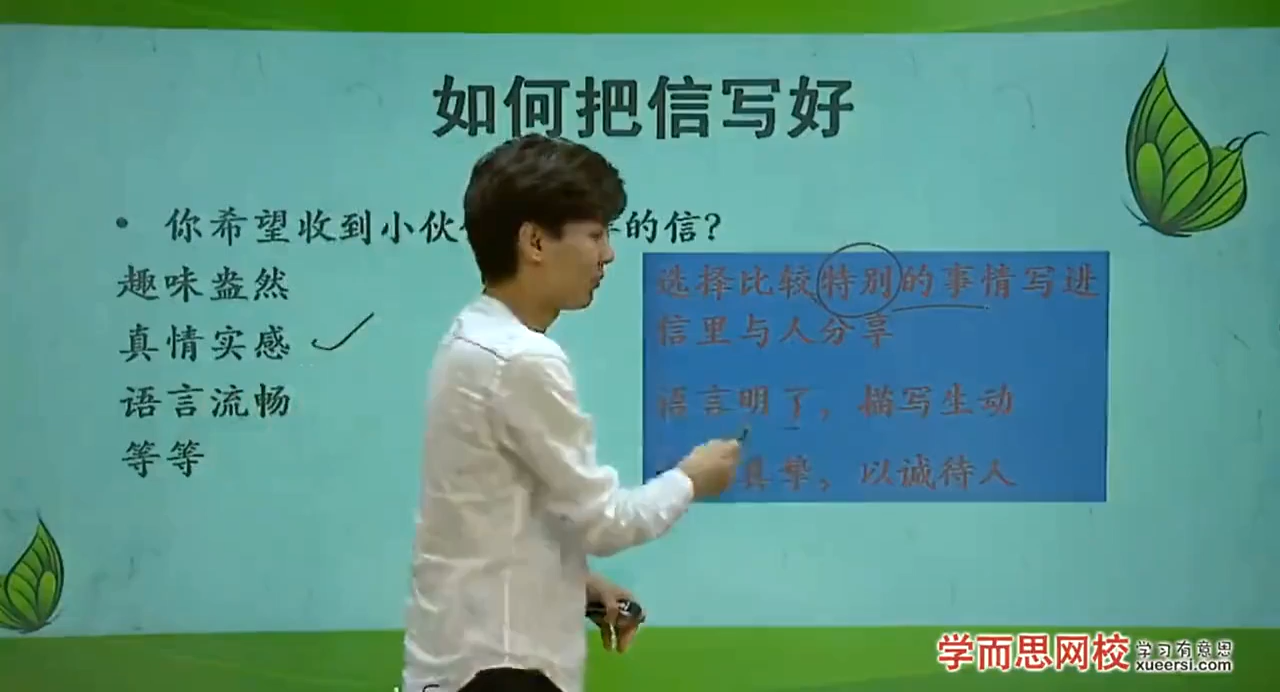 如何把信写好
• 你希望收到小伙的信？
趣味盎然
真情实感
语言流畅
等等
选择比较特别的事情写进
信里与人分享
语言明了，描写生动
真挚，以诚待人
学而思网校 学习有意思
xueersi.com